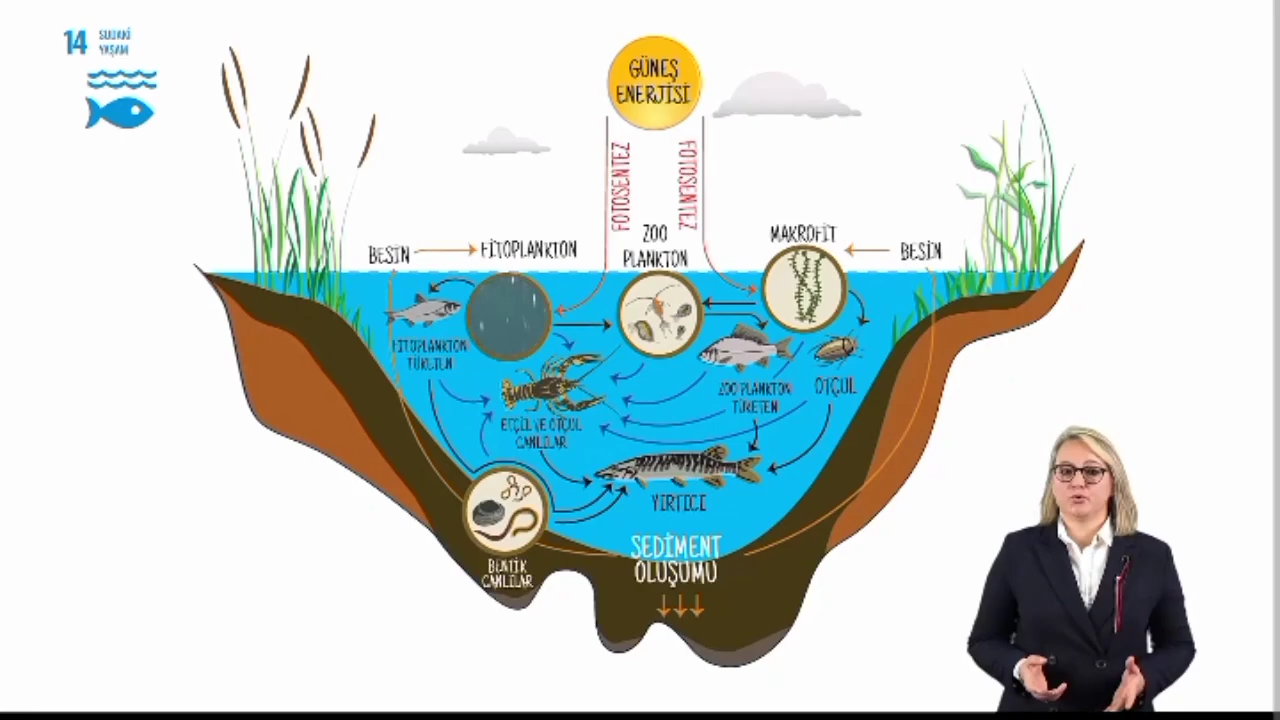 14 SUDAKİ
YAŞAM
GÜNEŞ
ENERJİSİ
FOTOSENTEZ
FOTOSENTEZ
BESİN
FİTOPLANKTON
ZOO
PLANKTON
MAKROFİT
BESİN
FİTOPLANKTON
TÜKETEN
ZOO PLANKTON
TÜKETEN
OTÇUL
ETÇİL VE OTÇUL
CANLILAR
YIRTICI
BENTİK
CANLILAR
SEDİMENT
OLUŞUMU